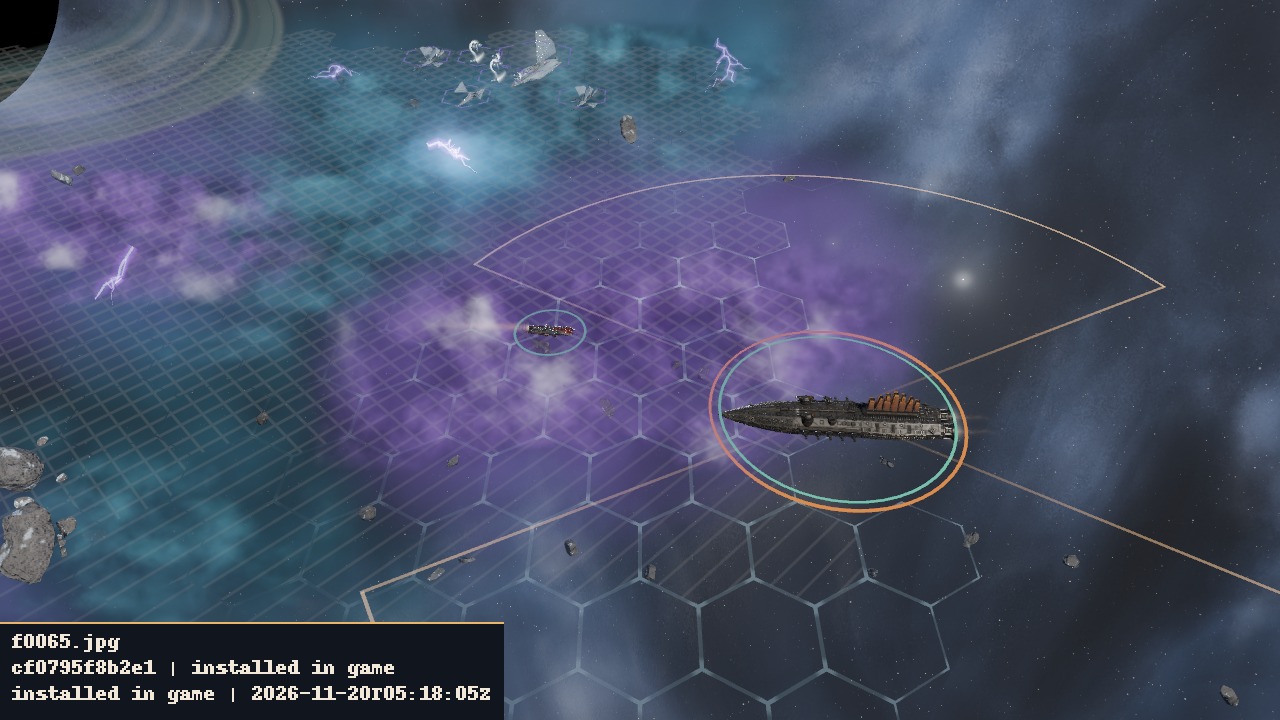 f0065.jpg
cf0795f8b2e1 | installed in game
installed in game | 2026-11-20T05:18:05Z